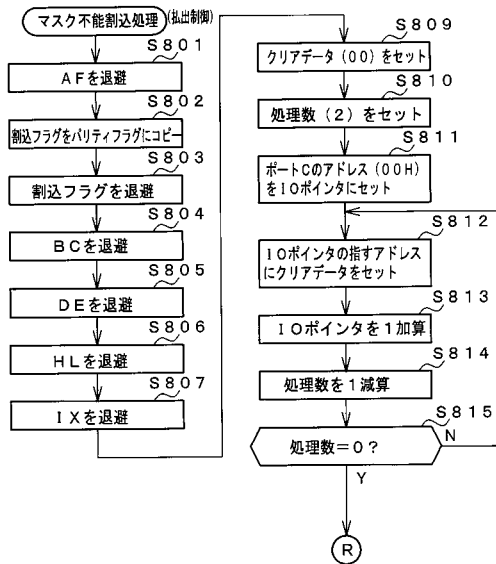 マスク不能割込処理
(払出制御)
S801
AFを退避
S802
割込フラグをパリティフラグにコピー
S803
割込フラグを退避
S804
BCを退避
S805
DEを退避
S806
HLを退避
S807
IXを退避
S809
クリアデータ(00)をセット
S810
処理数(2)をセット
S811
ポートCのアドレス(00H)
をIOポインタにセット
S812
IOポインタの指すアドレス
にクリアデータをセット
S813
IOポインタを1加算
S814
処理数を1減算
S815
処理数=0?
N
Y
R